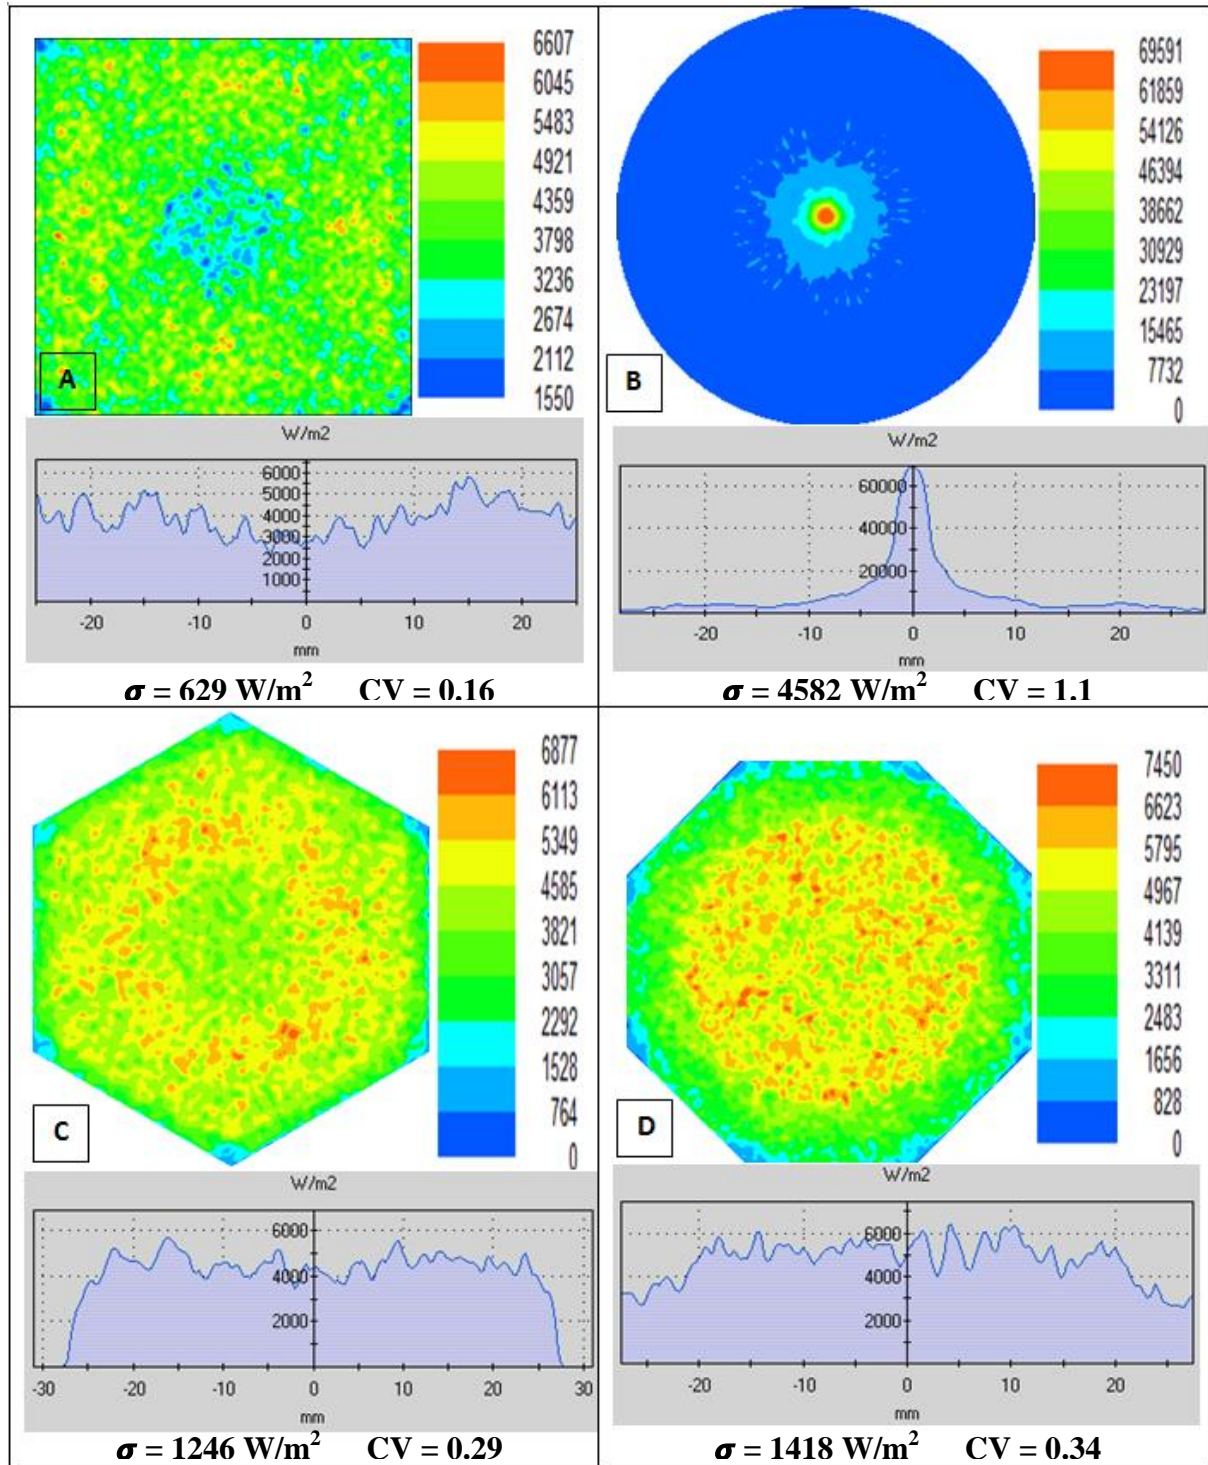 6607
6045
5483
4921
4359
3798
3236
2674
2112
1550
A
W/m2
6000
5000
4000
3000
2000
1000
-20 -10 0 10 20
mm
σ = 629 W/m² CV = 0.16
69591
61859
54126
46394
38662
30929
23197
15465
7732
0
B
W/m2
60000
40000
20000
-20 -10 0 10 20
mm
σ = 4582 W/m² CV = 1.1
6877
6113
5349
4585
3821
3057
2292
1528
764
0
C
W/m2
6000
4000
2000
-30 -20 -10 0 10 20 30
mm
σ = 1246 W/m² CV = 0.29
7450
6623
5795
4967
4139
3311
2483
1656
828
0
D
W/m2
6000
4000
2000
-20 -10 0 10 20
mm
σ = 1418 W/m² CV = 0.34